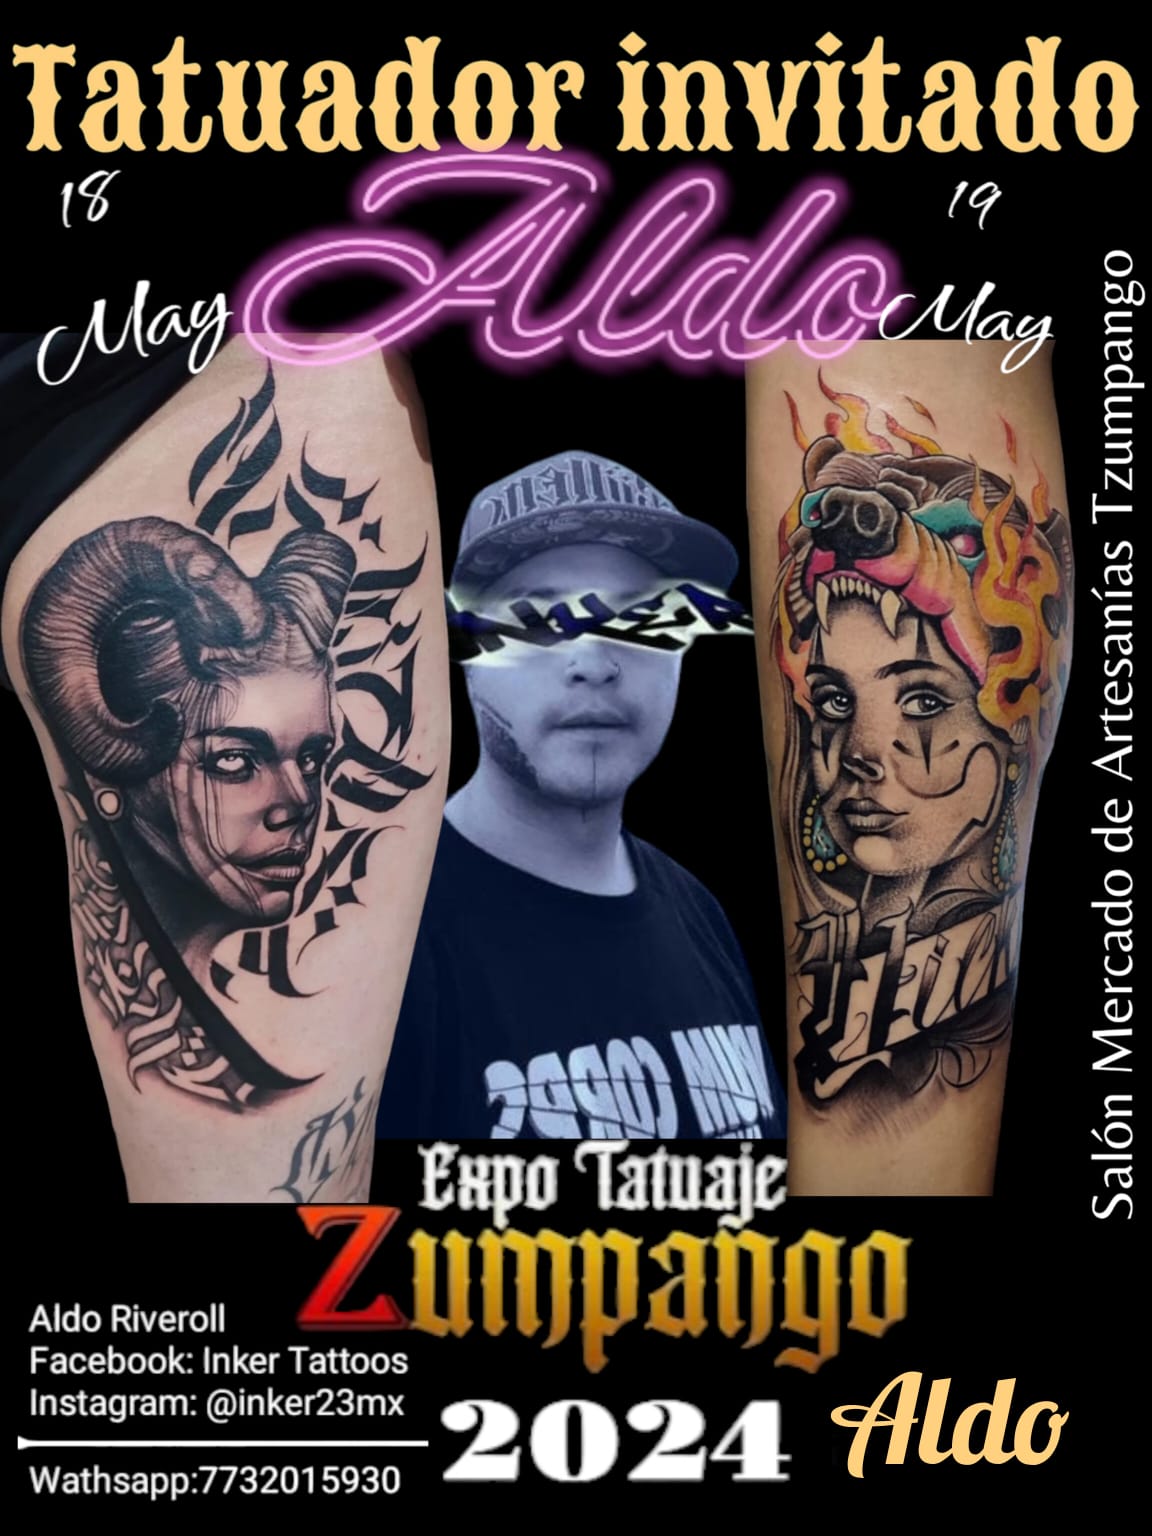 Tatuador invitado
18
May
Aldo
19
May
Salón Mercado de Artesanías Tzumpango
INKER
Expo Tatuaje
Zumpango
2024
Aldo Riveroll
Facebook: Inker Tattoos
Instagram: @inker23mx
Wathsapp:7732015930
Aldo